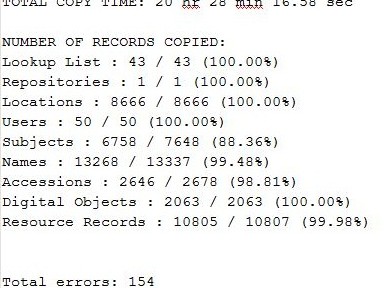 TOTAL COPY TIME: 20 hr 28 min 16.58 sec
NUMBER OF RECORDS COPIED:
Lookup List : 43 / 43 (100.00%)
Repositories : 1 / 1 (100.00%)
Locations : 8666 / 8666 (100.00%)
Users : 50 / 50 (100.00%)
Subjects : 6758 / 7648 (88.36%)
Names : 13268 / 13337 (99.48%)
Accessions : 2646 / 2678 (98.81%)
Digital Objects : 2063 / 2063 (100.00%)
Resource Records : 10805 / 10807 (99.98%)
Total errors: 154